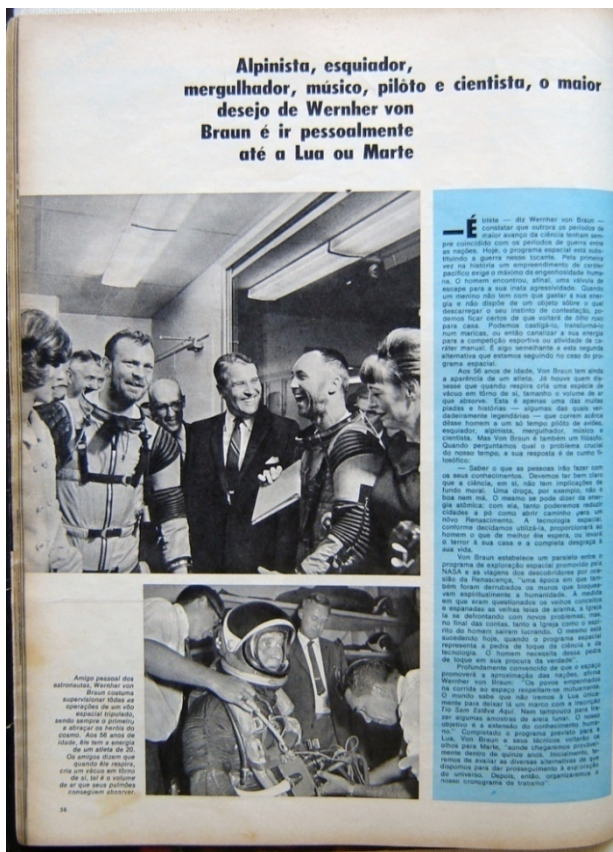 Alpinista, esquiador,
mergulhador, músico, pilôto e cientista, o maior
desejo de Wernher von
Braun é ir pessoalmente
até a Lua ou Marte
—É triste — diz Wernher von Braun —
constatar que outrora os períodos de
maior avanço da ciência tenham sem-
pre coincidido com os períodos de guerra entre
as nações. Hoje, o programa espacial está subs-
tituindo a guerra nesse tocante. Pela primeira
vez na história um empreendimento de caráter
pacífico exige o máximo da engenhosidade huma-
na. O homem encontrou, afinal, uma válvula de
escape para a sua inata agressividade. Quando
um menino não tem com que gastar a sua ener-
gia e não dispõe de um objeto sôbre o qual
descarregar o seu instinto de contestação, po-
demos ficar certos de que voltará de ôlho roxo
para casa. Podemos castigá-lo, transformá-lo
num maricas, ou então canalizar a sua energia
para a competição esportiva ou atividade de ca-
ráter manual. É algo semelhante a esta segunda
alternativa que estamos seguindo no caso do pro-
grama espacial.
Aos 56 anos de idade, Von Braun tem ainda
a aparência de um atleta. Já houve quem dis-
sesse que quando respira cria uma espécie de
vácuo em tôrno de si, tamanho o volume de ar
que absorve. Esta é apenas uma das muitas
piadas e histórias — algumas das quais ver-
dadeiramente legendárias — que correm acêrca
dêsse homem a um só tempo pilôto de aviões,
esquiador, alpinista, mergulhador, músico e
cientista. Mas Von Braun é também um filósofo.
Quando perguntamos qual o problema crucial
do nosso tempo, a sua resposta é de cunho fi-
losófico:
— Saber o que as pessoas irão fazer com
os seus conhecimentos. Devemos ter bem claro
que a ciência, em si, não tem implicações de
fundo moral. Uma droga, por exemplo, não é
boa nem má. O mesmo se pode dizer da ener-
gia atômica: com ela, tanto poderemos reduzir
cidades a pó como abrir caminho para um
nôvo Renascimento. A tecnologia espacial,
conforme decidamos utilizá-la, proporcionará ao
homem o que de melhor êle espera, ou levará
o terror à sua casa e a completa desgraça à
sua vida.
Von Braun estabelece um paralelo entre o
programa de exploração espacial promovido pela
NASA e as viagens dos descobridores por oca-
sião da Renascença, "uma época em que tam-
bém foram derrubados os muros que bloquea-
vam espiritualmente a humanidade. À medida
em que eram questionados os velhos conceitos
e espanadas as velhas teias de aranha, a Igreja
ia se defrontando com novos problemas; mas,
no final das contas, tanto a Igreja como o espí-
rito do homem saíram lucrando. O mesmo está
sucedendo hoje, quando o programa espacial
representa a pedra de toque da ciência e da
tecnologia. O homem necessita dessa pedra
de toque em sua procura da verdade".
Profundamente convencido de que o espaço
promoverá a aproximação das nações, afirma
Wernher von Braun: "Os povos empenhados
na corrida ao espaço respeitam-se mutuamente.
O mundo sabe que não iremos à Lua única-
mente para deixar lá um marco com a inscrição
Tio Sam Estêve Aqui. Nem tampouco para tra-
zer algumas amostras de areia lunar. O nosso
objetivo é a extensão do conhecimento huma-
no." Completado o programa previsto para a
Lua, Von Braun e seus técnicos voltarão os
olhos para Marte, "aonde chegaremos provàvel-
mente dentro de quinze anos. Inicialmente, te-
remos de avaliar as diversas alternativas de que
dispomos para dar prosseguimento à exploração
do universo. Depois, então, organizaremos o
nosso cronograma de trabalho".
Amigo pessoal dos
astronautas, Wernher von
Braun costuma
supervisionar tôdas as
operações de um vôo
espacial tripulado,
sendo sempre o primeiro
a abraçar os heróis do
cosmo. Aos 56 anos de
idade, êle tem a energia
de um atleta de 20.
Os amigos dizem que
quando êle respira,
cria um vácuo em tôrno
de si, tal é o volume
de ar que seus pulmões
conseguem absorver.
56